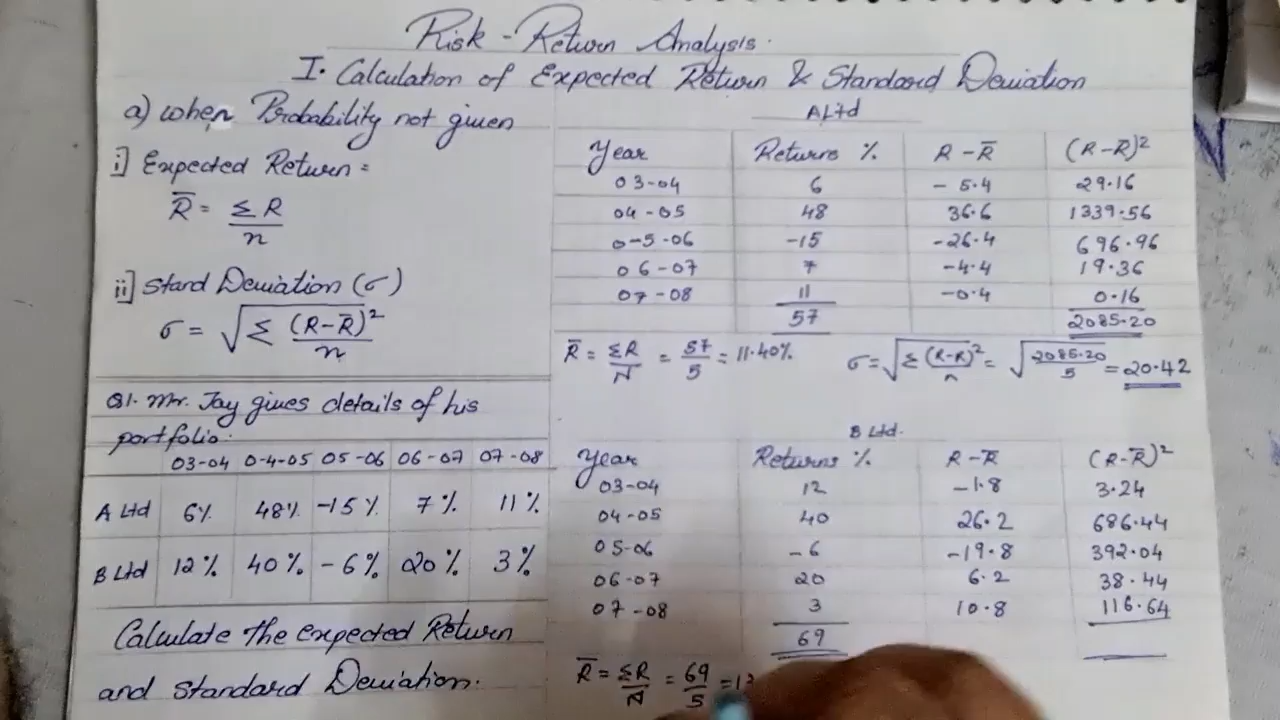 Risk - Return Analysis.
I. Calculation of Expected Return & Standard Deviation
a) when Probability not given
i] Expected Return =
R̅ = ΣR / n
ii] Stand Deviation (σ)
σ = √Σ (R-R̅)² / n
Q1. Mr. Jay gives details of his
portfolio.
03-04 0-4-05 05-06 06-07 07-08
A Ltd 6% 48% -15% 7% 11%
B Ltd 12% 40% -6% 20% 3%
Calculate The expected Return
and standard Deviation.
A Ltd
Year Returns % R - R̅ (R-R̅)²
03-04 6 -5.4 29.16
04-05 48 36.6 1339.56
0-5-06 -15 -26.4 696.96
06-07 7 -4.4 19.36
07-08 11 -0.4 0.16
57 2085.20
R̅ = ΣR / N = 57 / 5 = 11.40% σ = √Σ (R-R)² / n = √2085.20 / 5 = 20.42
B Ltd.
Year Returns % R - R̅ (R-R̅)²
03-04 12 -1.8 3.24
04-05 40 26.2 686.44
05-06 -6 -19.8 392.04
06-07 20 6.2 38.44
07-08 3 10.8 116.64
69
R̅ = ΣR / N = 69 / 5 =